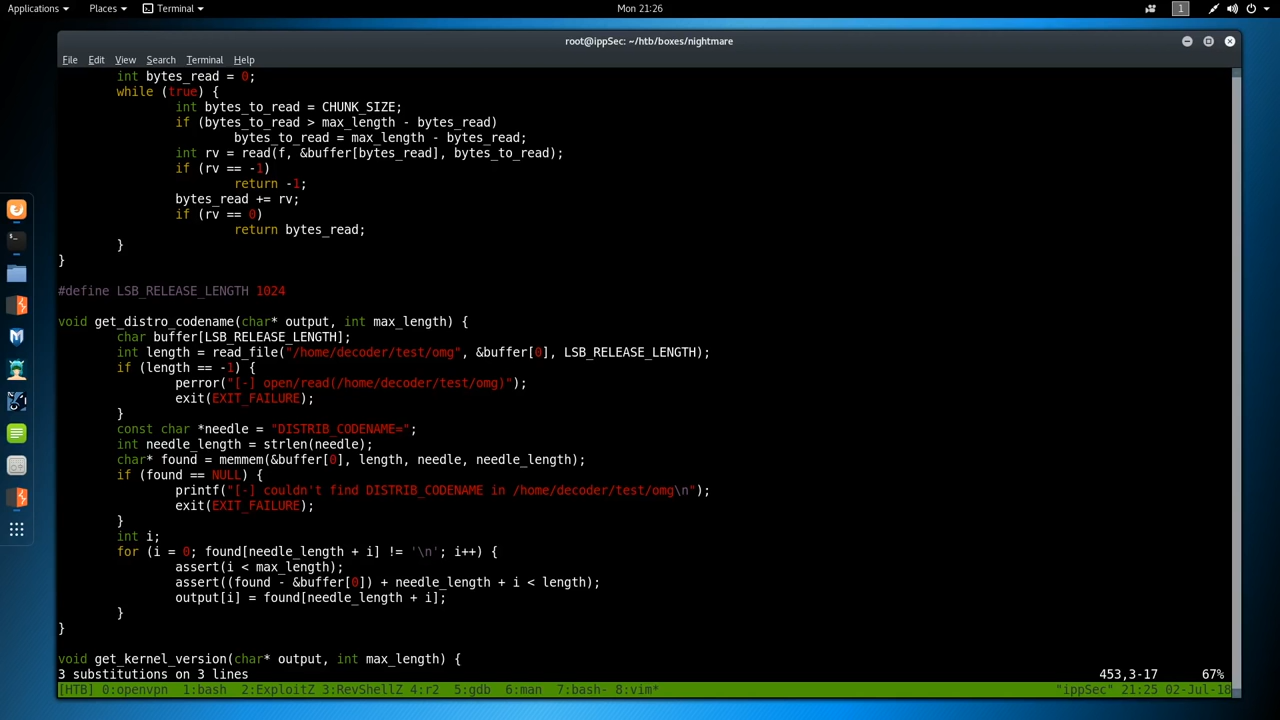 Applications Places Terminal Mon 21:26 1
root@ippSec: ~/htb/boxes/nightmare
File Edit View Search Terminal Help
int bytes_read = 0;
while (true) {
int bytes_to_read = CHUNK_SIZE;
if (bytes_to_read > max_length - bytes_read)
bytes_to_read = max_length - bytes_read;
int rv = read(f, &buffer[bytes_read], bytes_to_read);
if (rv == -1)
return -1;
bytes_read += rv;
if (rv == 0)
return bytes_read;
}
}
#define LSB_RELEASE_LENGTH 1024
void get_distro_codename(char* output, int max_length) {
char buffer[LSB_RELEASE_LENGTH];
int length = read_file("/home/decoder/test/omg", &buffer[0], LSB_RELEASE_LENGTH);
if (length == -1) {
perror("[-] open/read(/home/decoder/test/omg)");
exit(EXIT_FAILURE);
}
const char *needle = "DISTRIB_CODENAME=";
int needle_length = strlen(needle);
char* found = memmem(&buffer[0], length, needle, needle_length);
if (found == NULL) {
printf("[-] couldn't find DISTRIB_CODENAME in /home/decoder/test/omg\n");
exit(EXIT_FAILURE);
}
int i;
for (i = 0; found[needle_length + i] != '\n'; i++) {
assert(i < max_length);
assert((found - &buffer[0]) + needle_length + i < length);
output[i] = found[needle_length + i];
}
}
void get_kernel_version(char* output, int max_length) {
3 substitutions on 3 lines 453,3-17 67%
[HTB] 0:openvpn 1:bash 2:ExploitZ 3:RevShellZ 4:r2 5:gdb 6:man 7:bash- 8:vim* "ippSec" 21:25 02-Jul-18